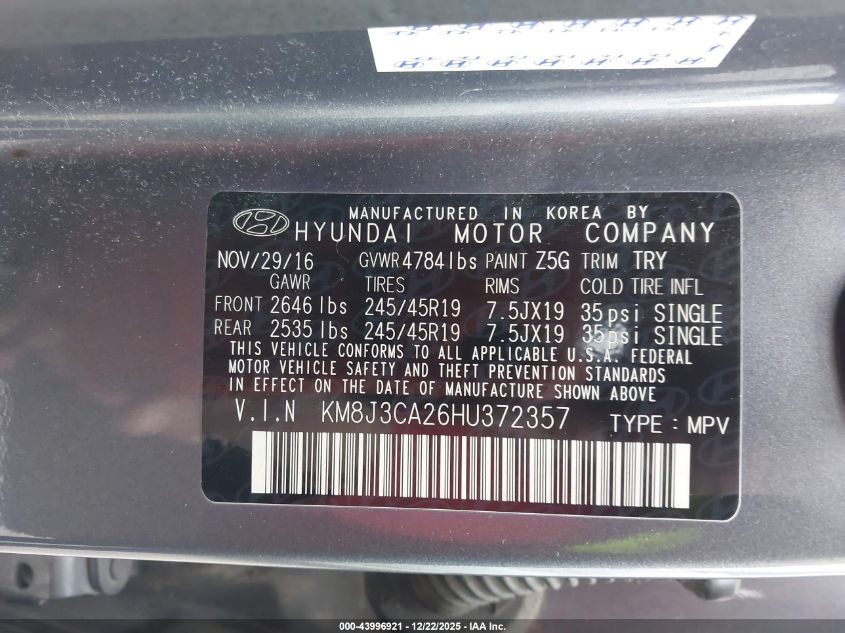 MANUFACTURED IN KOREA BY
HYUNDAI MOTOR COMPANY
NOV/29/16 GVWR 4784 lbs PAINT Z5G TRIM TRY
GAWR TIRES RIMS COLD TIRE INFL
FRONT 2646 lbs 245/45R19 7.5JX19 35psi SINGLE
REAR 2535 lbs 245/45R19 7.5JX19 35psi SINGLE
THIS VEHICLE CONFORMS TO ALL APPLICABLE U.S.A. FEDERAL
MOTOR VEHICLE SAFETY AND THEFT PREVENTION STANDARDS
IN EFFECT ON THE DATE OF MANUFACTURE SHOWN ABOVE
V.I.N KM8J3CA26HU372357 TYPE : MPV
000-43996921 - 12/22/2025 - IAA Inc.